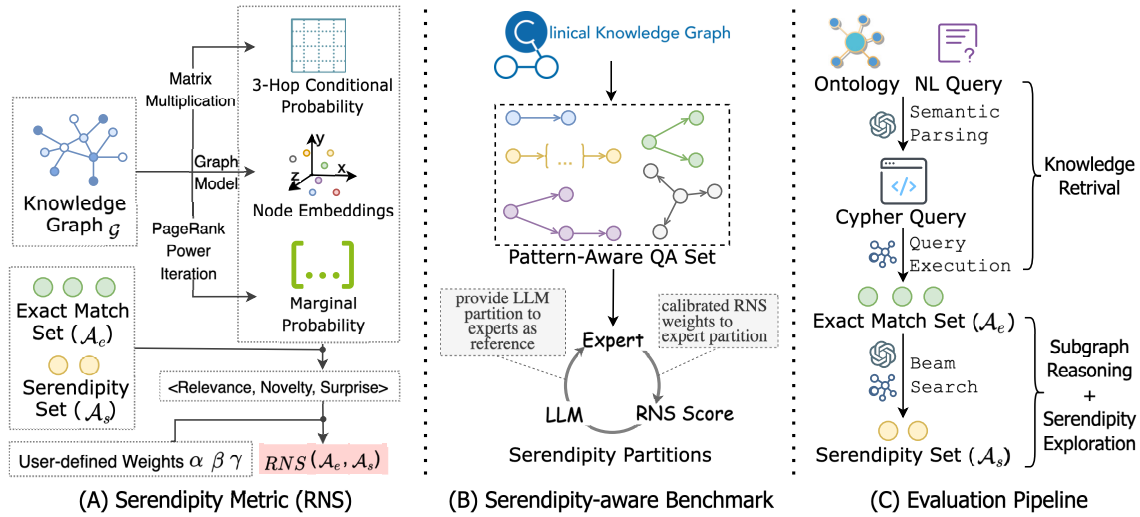 Matrix
Multiplication
3-Hop Conditional
Probability
Graph
Model
y
x
z
Node Embeddings
Knowledge
Graph 𝒢
PageRank
Power
Iteration
[...]
Marginal
Probability
Exact Match
Set (𝒜e)
Serendipity
Set (𝒜s)
<Relevance, Novelty, Surprise>
User-defined Weights α β γ
RNS(𝒜e, 𝒜s)
(A) Serendipity Metric (RNS)
Clinical Knowledge Graph
{...}
Pattern-Aware QA Set
provide LLM
partition to
experts as
reference
calibrated RNS
weights to
expert partition
Expert
LLM
RNS Score
Serendipity Partitions
(B) Serendipity-aware Benchmark
?
Ontology
NL Query
Semantic
Parsing
</>
Cypher Query
Query
Execution
Knowledge
Retrival
Exact Match Set (𝒜e)
Beam
Search
Subgraph
Reasoning
+
Serendipity
Exploration
Serendipity Set (𝒜s)
(C) Evaluation Pipeline